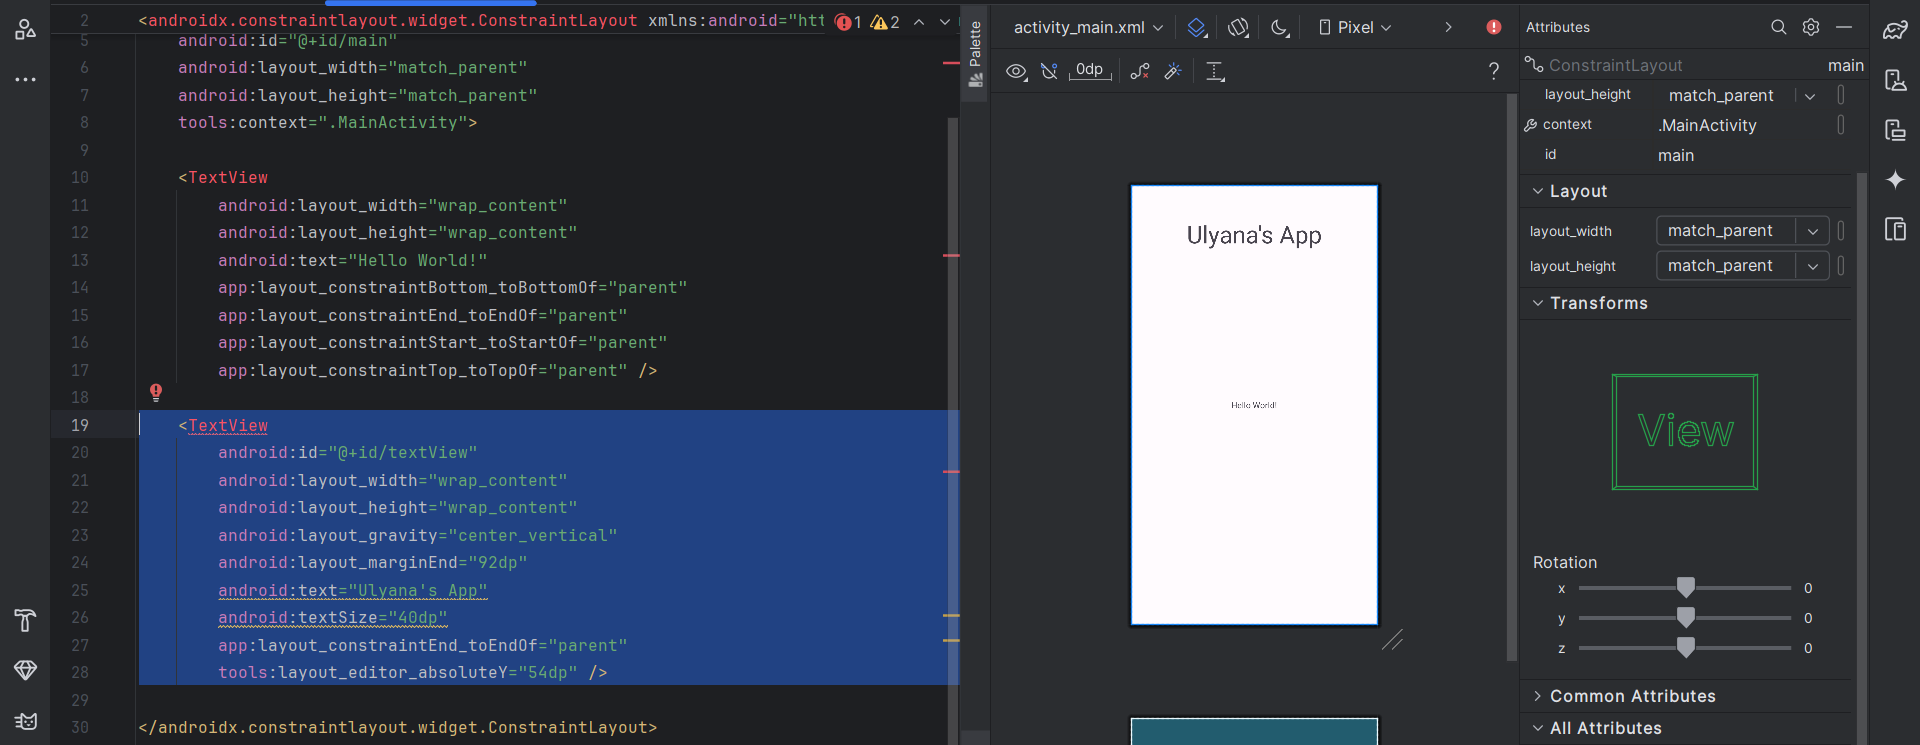 2 <androidx.constraintlayout.widget.ConstraintLayout xmlns:android="htt 1 2
5 android:id="@+id/main"
6 android:layout_width="match_parent"
7 android:layout_height="match_parent"
8 tools:context=".MainActivity">
9
10 <TextView
11 android:layout_width="wrap_content"
12 android:layout_height="wrap_content"
13 android:text="Hello World!"
14 app:layout_constraintBottom_toBottomOf="parent"
15 app:layout_constraintEnd_toEndOf="parent"
16 app:layout_constraintStart_toStartOf="parent"
17 app:layout_constraintTop_toTopOf="parent" />
18
19 <TextView
20 android:id="@+id/textView"
21 android:layout_width="wrap_content"
22 android:layout_height="wrap_content"
23 android:layout_gravity="center_vertical"
24 android:layout_marginEnd="92dp"
25 android:text="Ulyana's App"
26 android:textSize="40dp"
27 app:layout_constraintEnd_toEndOf="parent"
28 tools:layout_editor_absoluteY="54dp" />
29
30 </androidx.constraintlayout.widget.ConstraintLayout>
Palette
activity_main.xml Pixel
0dp ?
Ulyana's App
Hello World!
Attributes
ConstraintLayout main
layout_height match_parent
context .MainActivity
id main
Layout
layout_width match_parent
layout_height match_parent
Transforms
View
Rotation
x 0
y 0
z 0
Common Attributes
All Attributes